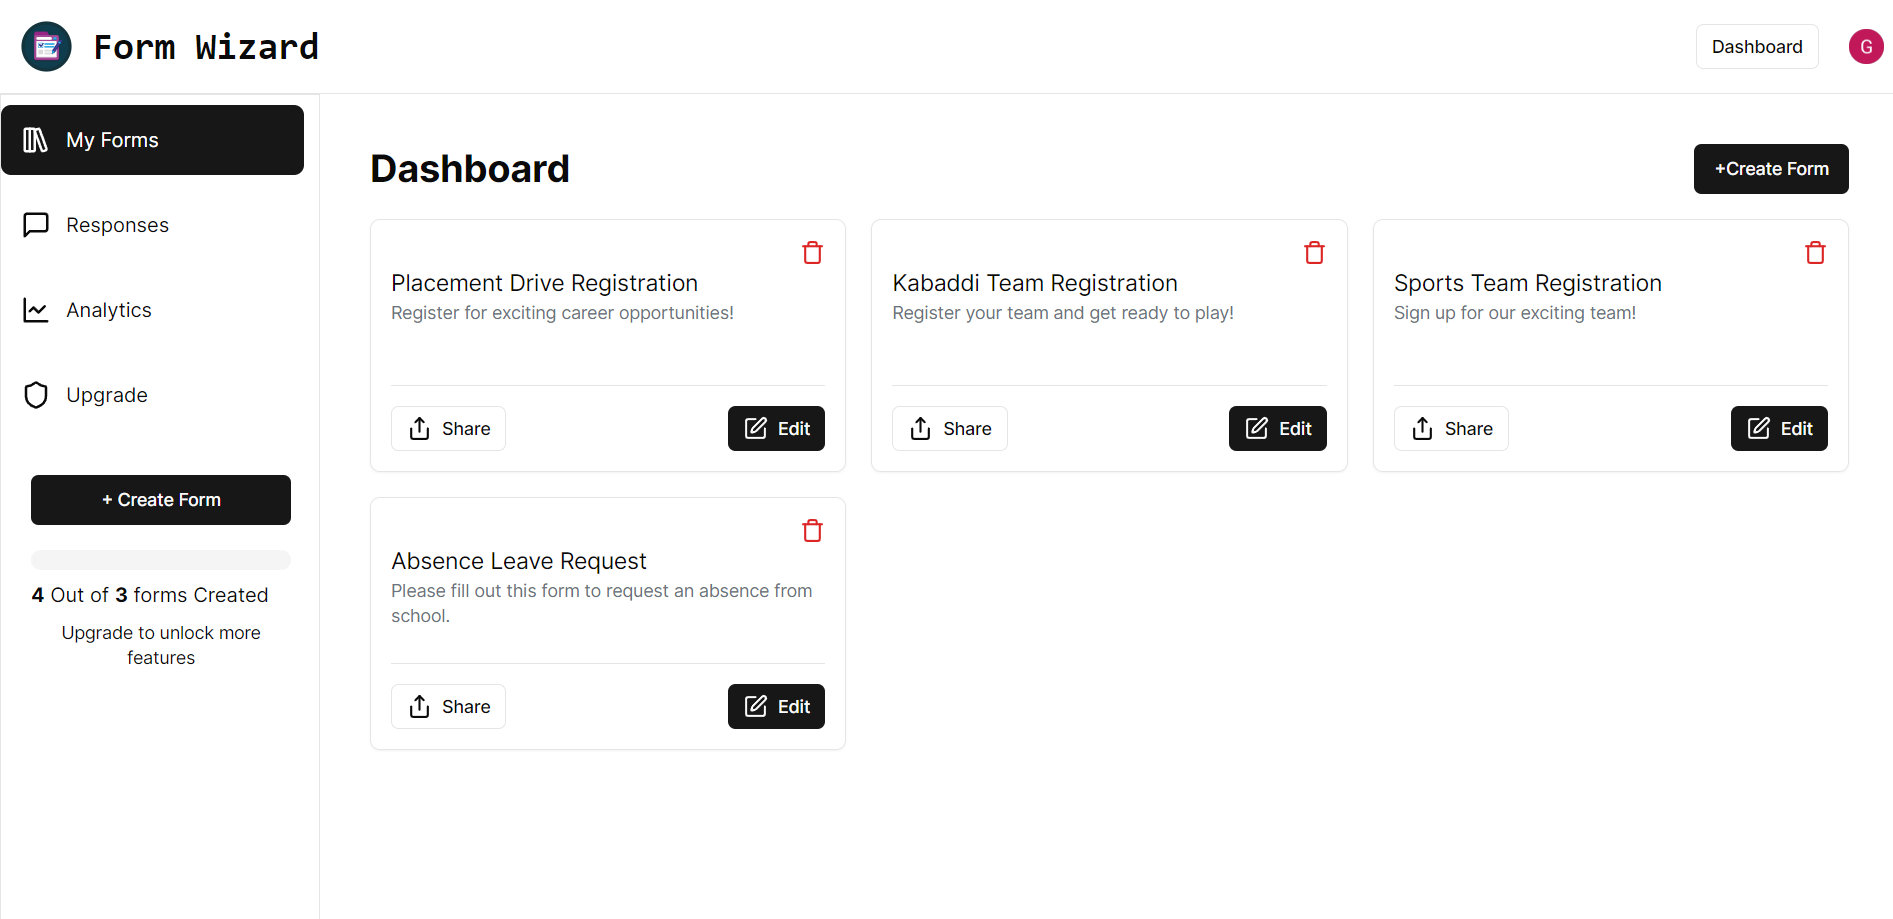 Form Wizard
Dashboard
G
My Forms
Responses
Analytics
Upgrade
+ Create Form
4 Out of 3 forms Created
Upgrade to unlock more
features
Dashboard
+Create Form
Placement Drive Registration
Register for exciting career opportunities!
Share
Edit
Kabaddi Team Registration
Register your team and get ready to play!
Share
Edit
Sports Team Registration
Sign up for our exciting team!
Share
Edit
Absence Leave Request
Please fill out this form to request an absence from
school.
Share
Edit